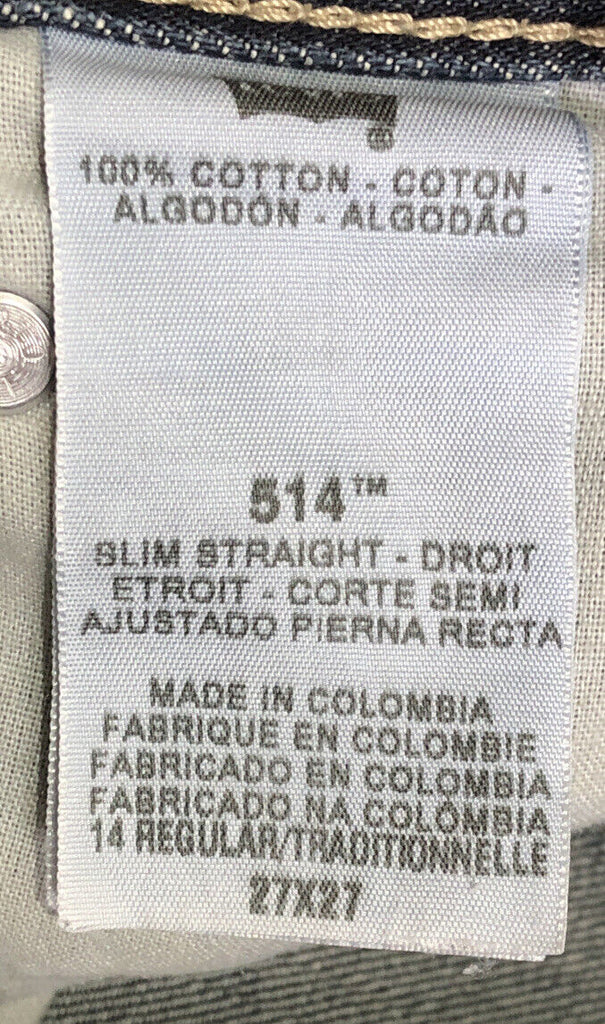 100% COTTON - COTON -
ALGODÓN - ALGODÃO
514™
SLIM STRAIGHT - DROIT
ETROIT - CORTE SEMI
AJUSTADO PIERNA RECTA
MADE IN COLOMBIA
FABRIQUE EN COLOMBIE
FABRICADO EN COLOMBIA
FABRICADO NA COLÔMBIA
14 REGULAR/TRADITIONNELLE
27X27